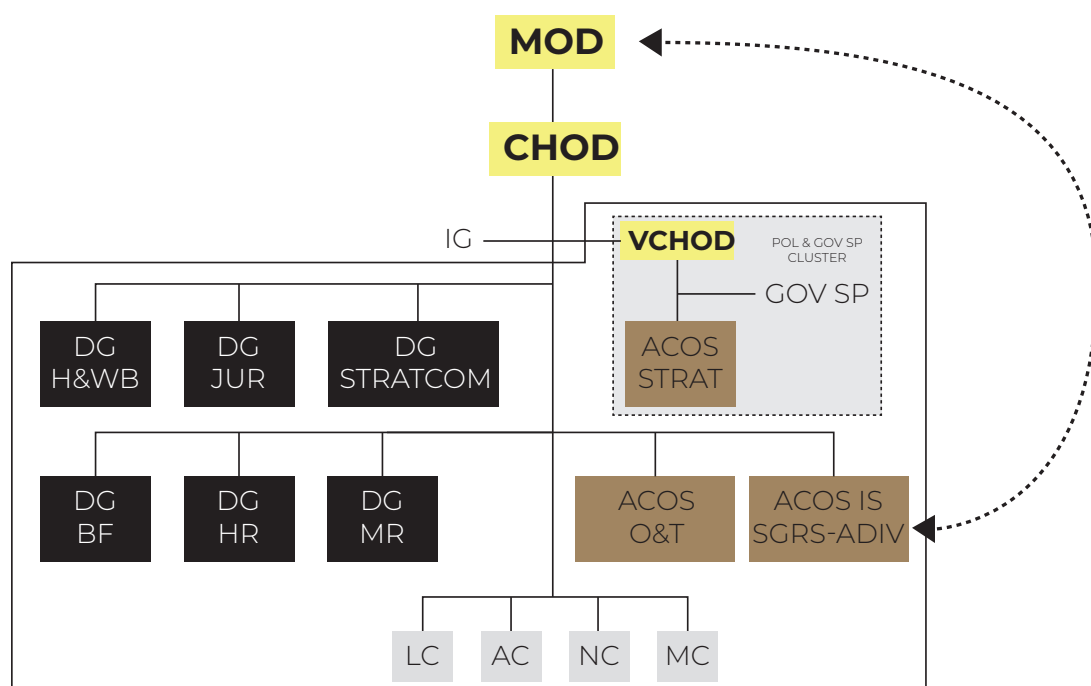 MOD
CHOD
IG
VCHOD
POL & GOV SP
CLUSTER
GOV SP
DG
H&WB
DG
JUR
DG
STRATCOM
ACOS
STRAT
DG
BF
DG
HR
DG
MR
ACOS
O&T
ACOS IS
SGRS-ADIV
LC
AC
NC
MC